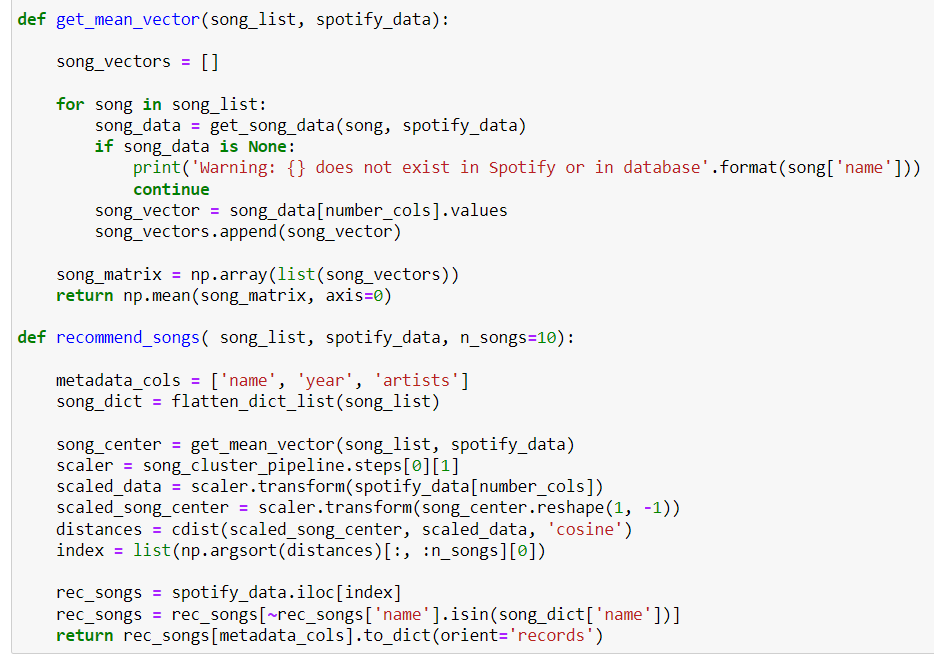 def get_mean_vector(song_list, spotify_data):

    song_vectors = []

    for song in song_list:
        song_data = get_song_data(song, spotify_data)
        if song_data is None:
            print('Warning: {} does not exist in Spotify or in database'.format(song['name']))
            continue
        song_vector = song_data[number_cols].values
        song_vectors.append(song_vector)

    song_matrix = np.array(list(song_vectors))
    return np.mean(song_matrix, axis=0)

def recommend_songs( song_list, spotify_data, n_songs=10):

    metadata_cols = ['name', 'year', 'artists']
    song_dict = flatten_dict_list(song_list)

    song_center = get_mean_vector(song_list, spotify_data)
    scaler = song_cluster_pipeline.steps[0][1]
    scaled_data = scaler.transform(spotify_data[number_cols])
    scaled_song_center = scaler.transform(song_center.reshape(1, -1))
    distances = cdist(scaled_song_center, scaled_data, 'cosine')
    index = list(np.argsort(distances)[:, :n_songs][0])

    rec_songs = spotify_data.iloc[index]
    rec_songs = rec_songs[~rec_songs['name'].isin(song_dict['name'])]
    return rec_songs[metadata_cols].to_dict(orient='records')